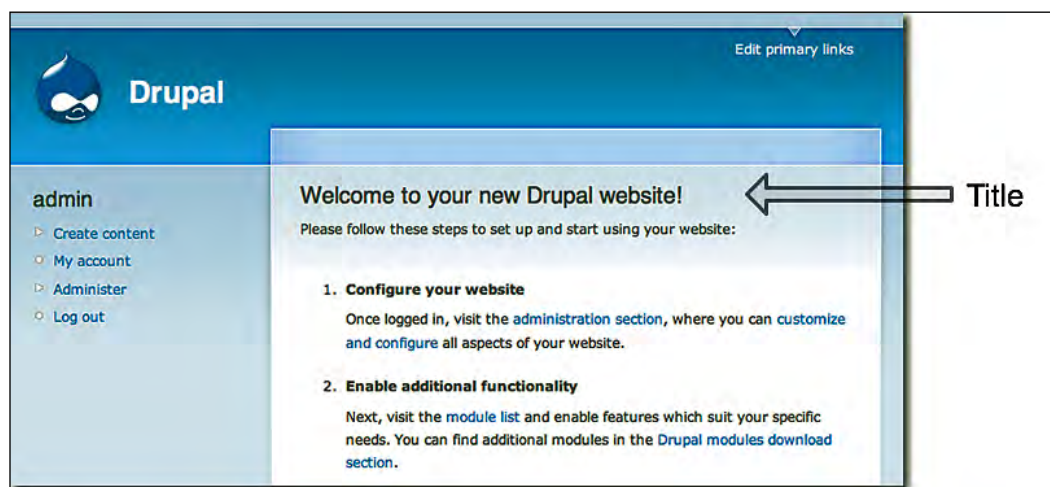 Edit primary links
Drupal
admin
Create content
My account
Administer
Log out
Welcome to your new Drupal website!
Title
Please follow these steps to set up and start using your website:
1. Configure your website
Once logged in, visit the administration section, where you can customize
and configure all aspects of your website.
2. Enable additional functionality
Next, visit the module list and enable features which suit your specific
needs. You can find additional modules in the Drupal modules download
section.